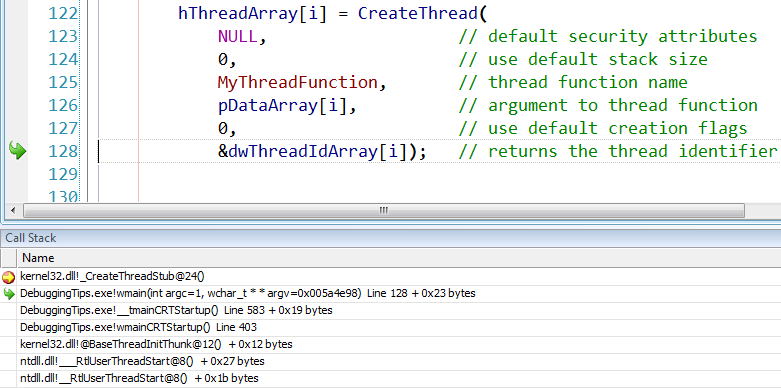 122 hThreadArray[i] = CreateThread(
123 NULL, // default security attributes
124 0, // use default stack size
125 MyThreadFunction, // thread function name
126 pDataArray[i], // argument to thread function
127 0, // use default creation flags
128 &dwThreadIdArray[i]); // returns the thread identifier
129
130
Call Stack
Name
kernel32.dll!_CreateThreadStub@24()
DebuggingTips.exe!wmain(int argc=1, wchar_t * * argv=0x005a4e98) Line 128 + 0x23 bytes
DebuggingTips.exe!__tmainCRTStartup() Line 583 + 0x19 bytes
DebuggingTips.exe!wmainCRTStartup() Line 403
kernel32.dll!@BaseThreadInitThunk@12() + 0x12 bytes
ntdll.dll!___RtlUserThreadStart@8() + 0x27 bytes
ntdll.dll!__RtlUserThreadStart@8() + 0x1b bytes